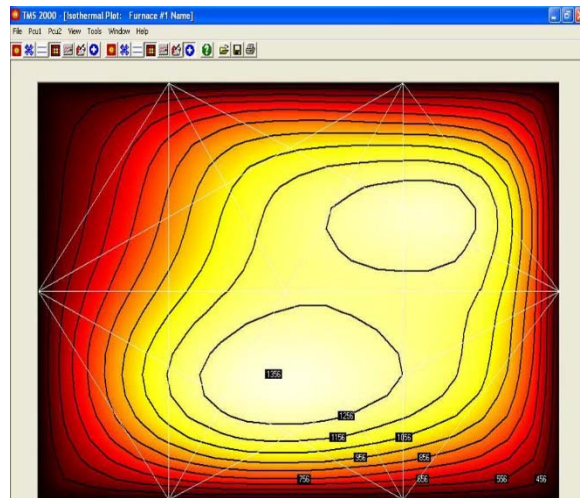 TMS 2000 - [Isothermal Plot: Furnace #1 Name]
File Pcu1 Pcu2 View Tools Window Help
1356
1256
1156 1056
956 856
756 656 556 456